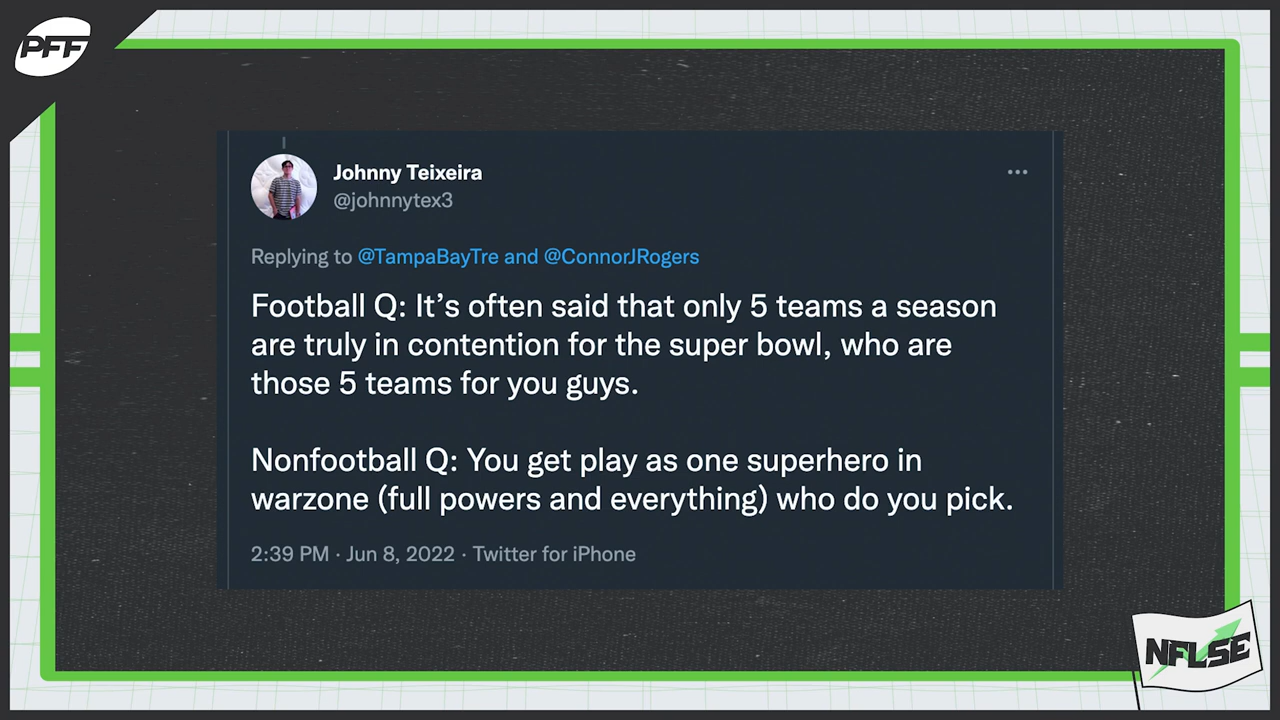 PFF
Johnny Teixeira
@johnnytex3
Replying to @TampaBayTre and @ConnorJRogers
Football Q: It’s often said that only 5 teams a season
are truly in contention for the super bowl, who are
those 5 teams for you guys.
Nonfootball Q: You get play as one superhero in
warzone (full powers and everything) who do you pick.
2:39 PM · Jun 8, 2022 · Twitter for iPhone
NFLSE